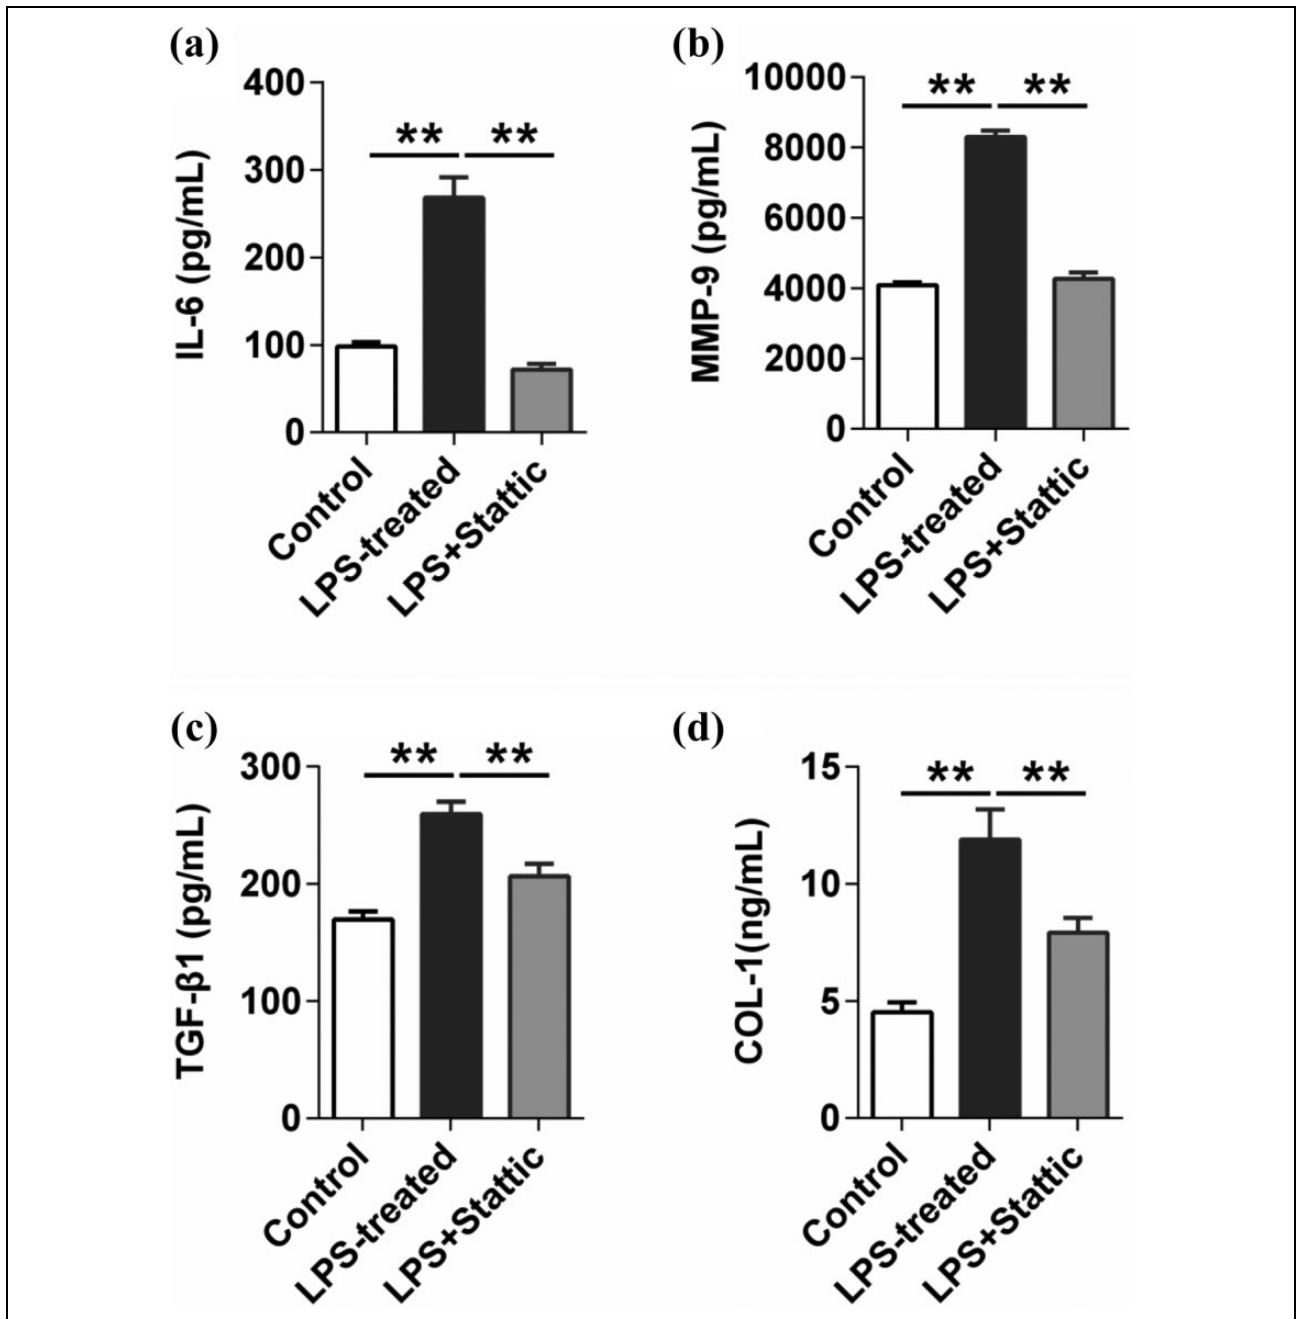 (a)
400
300
200
100
0
IL-6 (pg/mL)
** **
Control
LPS-treated
LPS+Stattic
(b)
10000
8000
6000
4000
2000
0
MMP-9 (pg/mL)
** **
Control
LPS-treated
LPS+Stattic
(c)
300
200
100
0
TGF-β1 (pg/mL)
** **
Control
LPS-treated
LPS+Stattic
(d)
15
10
5
0
COL-1(ng/mL)
** **
Control
LPS-treated
LPS+Stattic